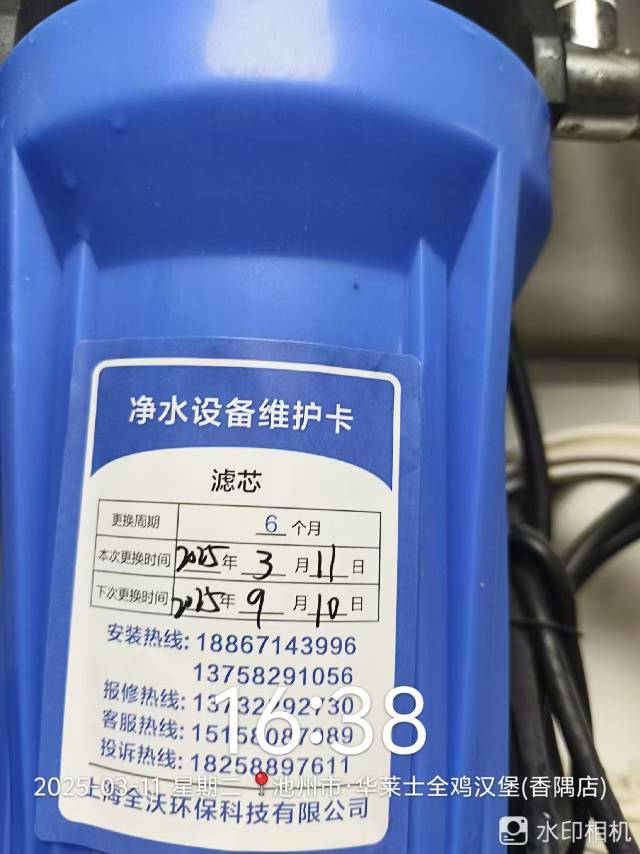 净水设备维护卡
滤芯
更换周期 6 个月
本次更换时间 2025年 3 月 11 日
下次更换时间 2025年 9 月 10 日
安装热线: 18867143996
13758291056
报修热线: 13732292730
客服热线: 15158087089
投诉热线: 18258897611
上海全沃环保科技有限公司
16:38
2025-03-11 星期二 池州市·华莱士全鸡汉堡(香隅店)
水印相机